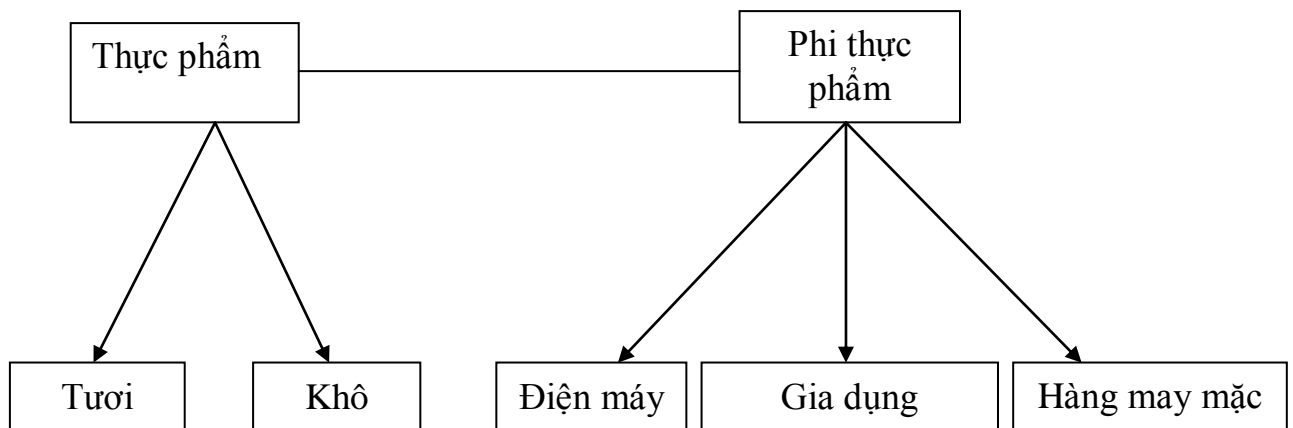 Thực phẩm
Phi thực
phẩm
Tươi
Khô
Điện máy
Gia dụng
Hàng may mặc